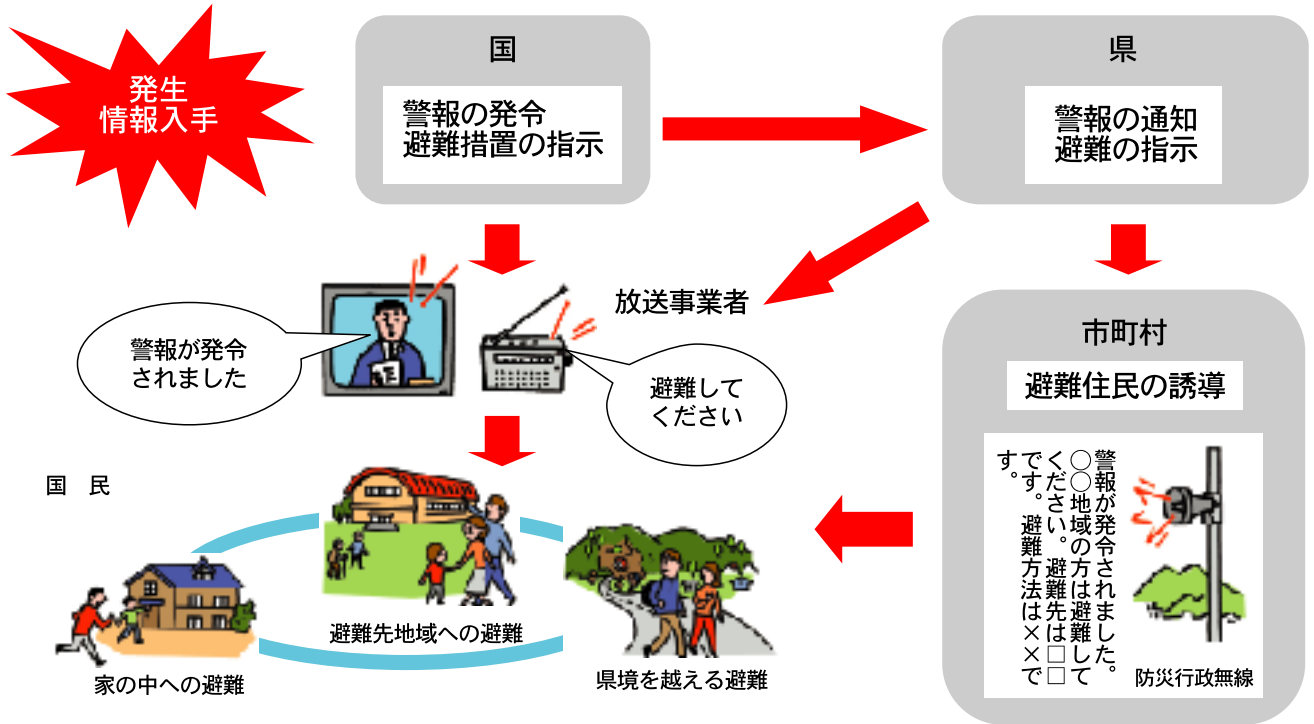 発生
情報入手
国
警報の発令
避難措置の指示
県
警報の通知
避難の指示
放送事業者
警報が発令
されました
避難して
ください
市町村
避難住民の誘導
警報が発令されました。
○○地域の方は避難して
ください。避難先は□□
です。避難方法は××で
す。
防災行政無線
国　民
避難先地域への避難
家の中への避難
県境を越える避難